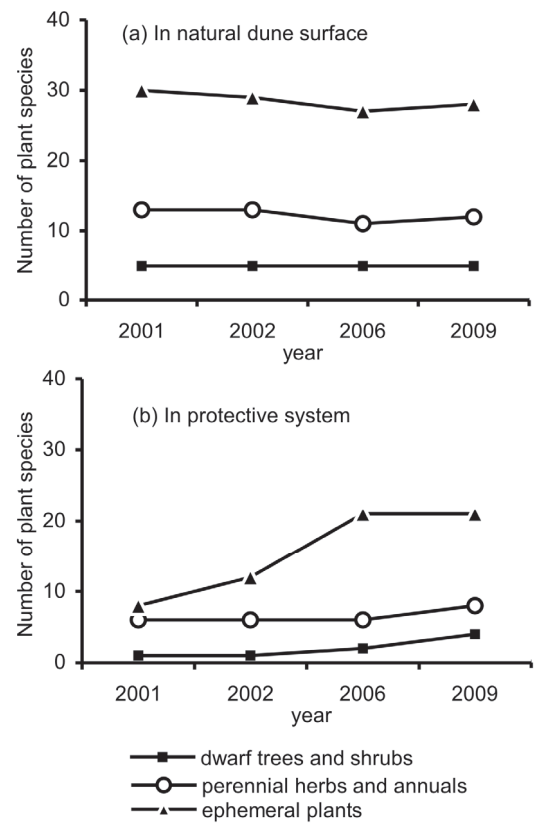 40
(a) In natural dune surface
30
20
10
0
Number of plant species
2001 2002 2006 2009
year
40
(b) In protective system
30
20
10
0
Number of plant species
2001 2002 2006 2009
year
dwarf trees and shrubs
perennial herbs and annuals
ephemeral plants